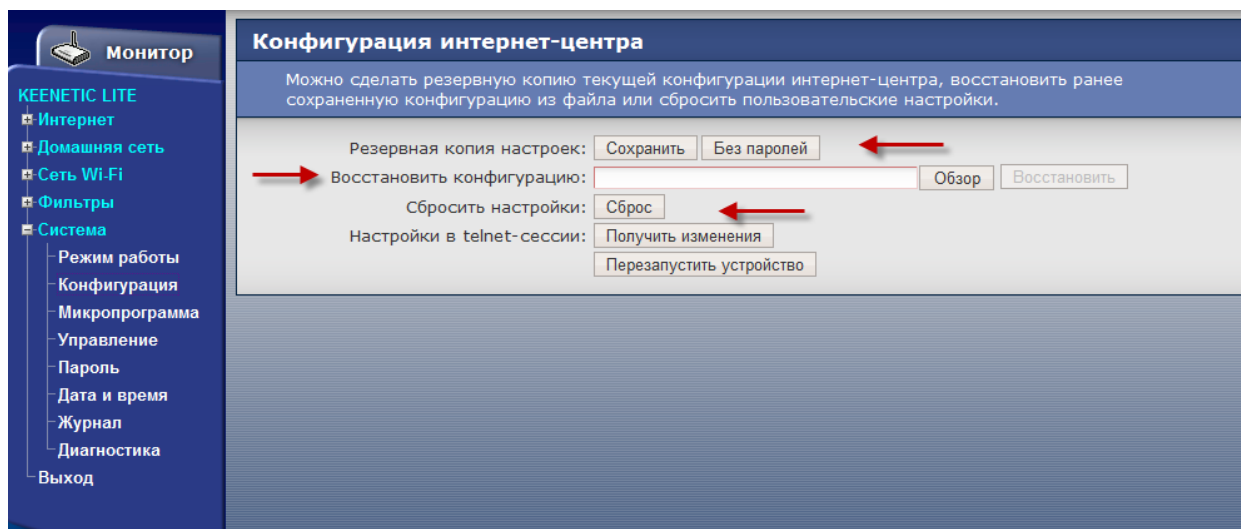 Монитор
KEENETIC LITE
Интернет
Домашняя сеть
Сеть Wi-Fi
Фильтры
Система
Режим работы
Конфигурация
Микропрограмма
Управление
Пароль
Дата и время
Журнал
Диагностика
Выход
Конфигурация интернет-центра
Можно сделать резервную копию текущей конфигурации интернет-центра, восстановить ранее
сохраненную конфигурацию из файла или сбросить пользовательские настройки.
Резервная копия настроек: Сохранить Без паролей
Восстановить конфигурацию: Обзор Восстановить
Сбросить настройки: Сброс
Настройки в telnet-сессии: Получить изменения
Перезапустить устройство